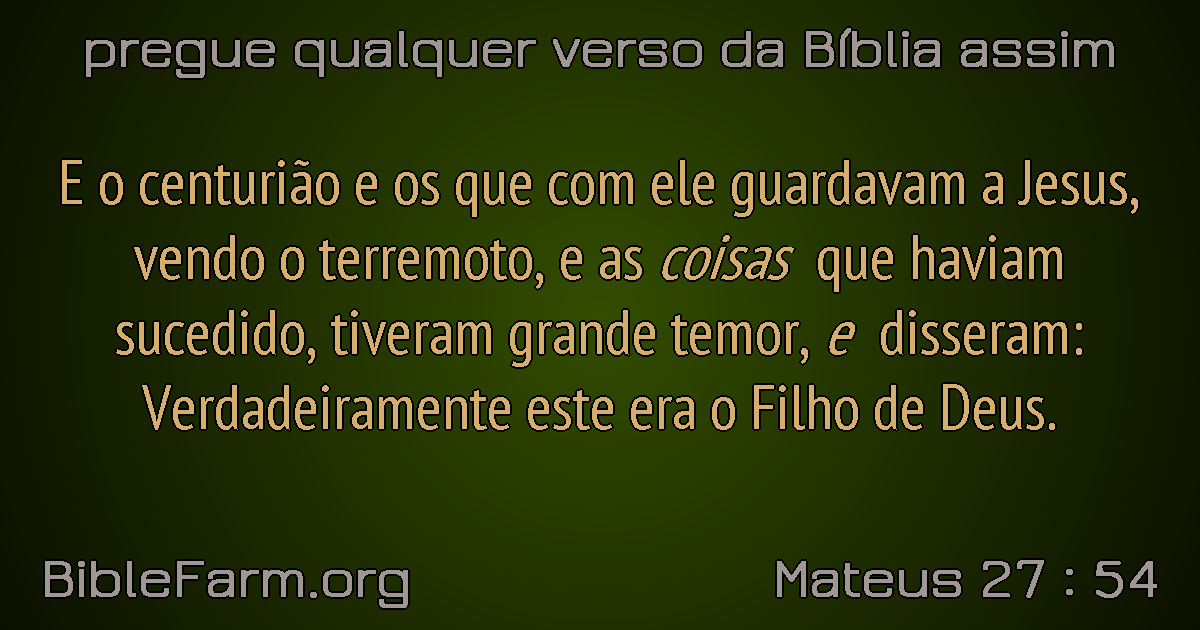 pregue qualquer verso da Bíblia assim
E o centurião e os que com ele guardavam a Jesus,
vendo o terremoto, e as coisas que haviam
sucedido, tiveram grande temor, e disseram:
Verdadeiramente este era o Filho de Deus.
BibleFarm.org
Mateus 27 : 54